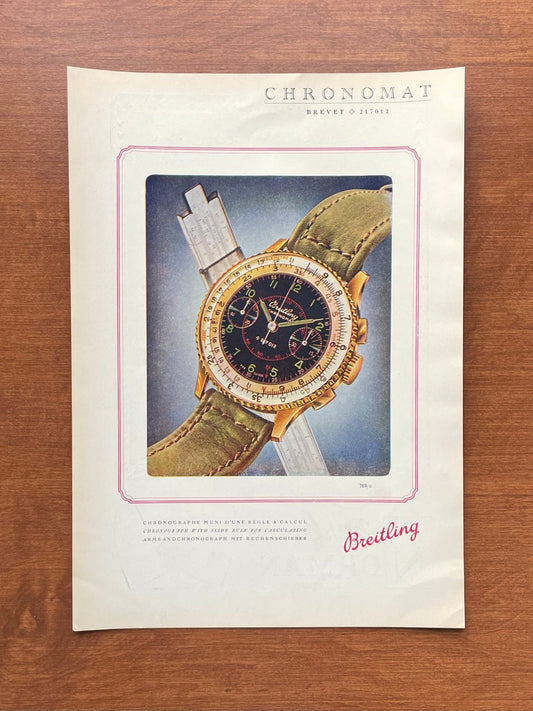 CHRONOMAT
BREVET ◇ 217012
Breitling
CHRONOMAT
769 c
CHRONOGRAPHE MUNI D'UNE RÈGLE A CALCUL
CHRONOGRAPH WITH SLIDE RULE FOR CALCULATING
ARMBANDCHRONOGRAPH MIT RECHENSCHIEBER
Breitling